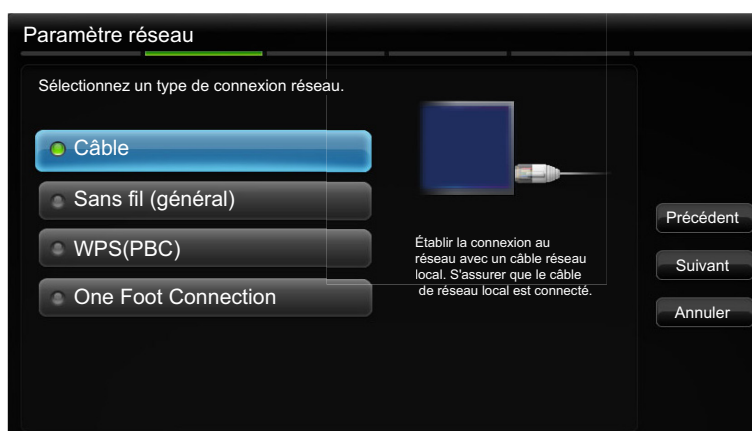 Paramètre réseau
Sélectionnez un type de connexion réseau.
Câble
Sans fil (général)
WPS(PBC)
One Foot Connection
Établir la connexion au
réseau avec un câble réseau
local. S'assurer que le câble
de réseau local est connecté.
Précédent
Suivant
Annuler